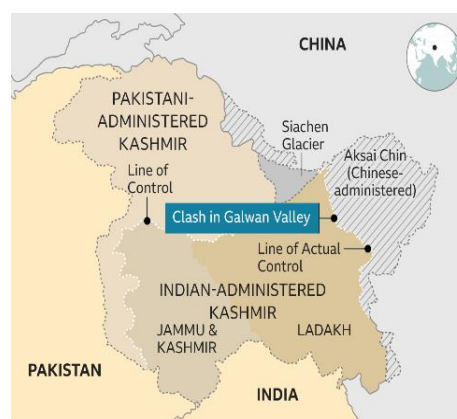 CHINA
PAKISTANI-
ADMINISTERED
KASHMIR
Siachen
Glacier
Aksai Chin
(Chinese-
administered)
Line of
Control
Clash in Galwan Valley
Line of Actual
Control
INDIAN-ADMINISTERED
KASHMIR
JAMMU &
KASHMIR
LADAKH
PAKISTAN
INDIA